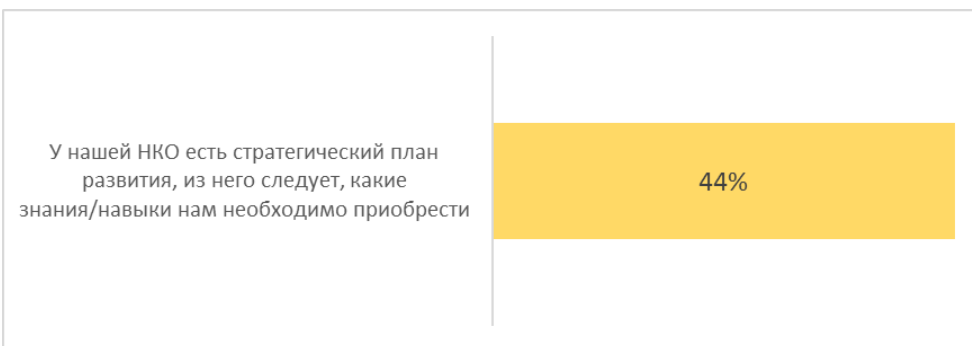 У нашей НКО есть стратегический план
развития, из него следует, какие
знания/навыки нам необходимо приобрести
44%